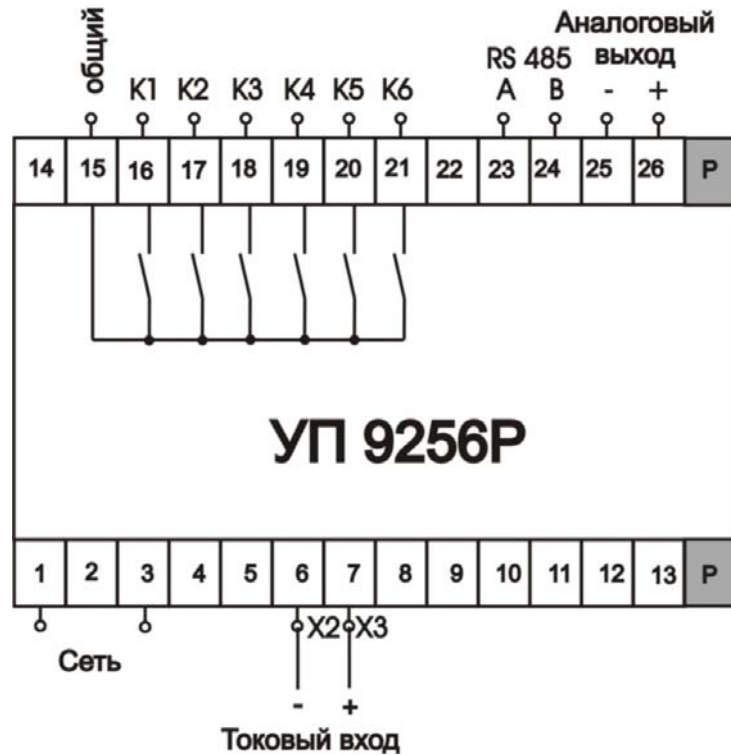 Аналоговый
общий
RS 485 выход
K1 K2 K3 K4 K5 K6 A B - +
14 15 16 17 18 19 20 21 22 23 24 25 26 P
УП 9256Р
1 2 3 4 5 6 7 8 9 10 11 12 13 P
X2 X3
Сеть
- +
Токовый вход